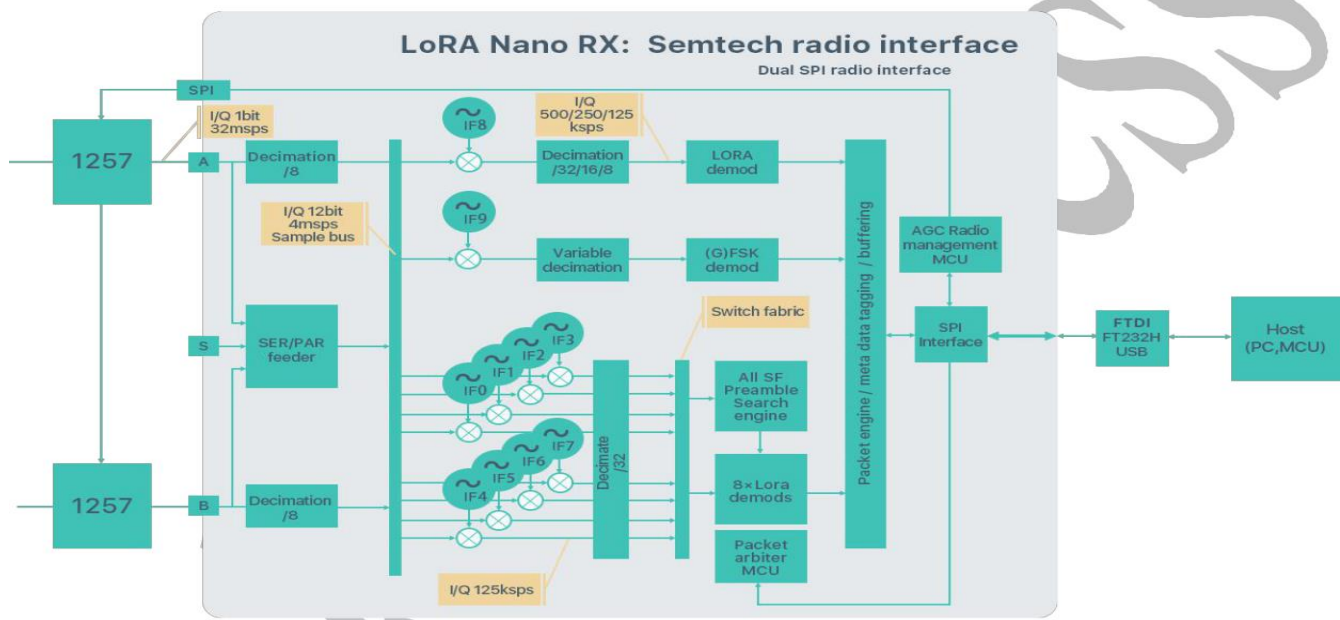 LoRA Nano RX: Semtech radio interface
Dual SPI radio interface
SPI
I/Q 1bit
32msps
1257
A
Decimation
/8
IF8
I/Q
500/250/125
ksps
Decimation
/32/16/8
LORA
demod
I/Q 12bit
4msps
Sample bus
IF9
Variable
decimation
(G)FSK
demod
Packet engine / meta data tagging / buffering
AGC Radio
management
MCU
Switch fabric
S
SER/PAR
feeder
IF3
IF2
IF1
IF0
Decimate
/32
All SF
Preamble
Search
engine
SPI
Interface
FTDI
FT232H
USB
Host
(PC,MCU)
IF7
IF6
IF5
IF4
8×Lora
demods
1257
B
Decimation
/8
Packet
arbiter
MCU
I/Q 125ksps